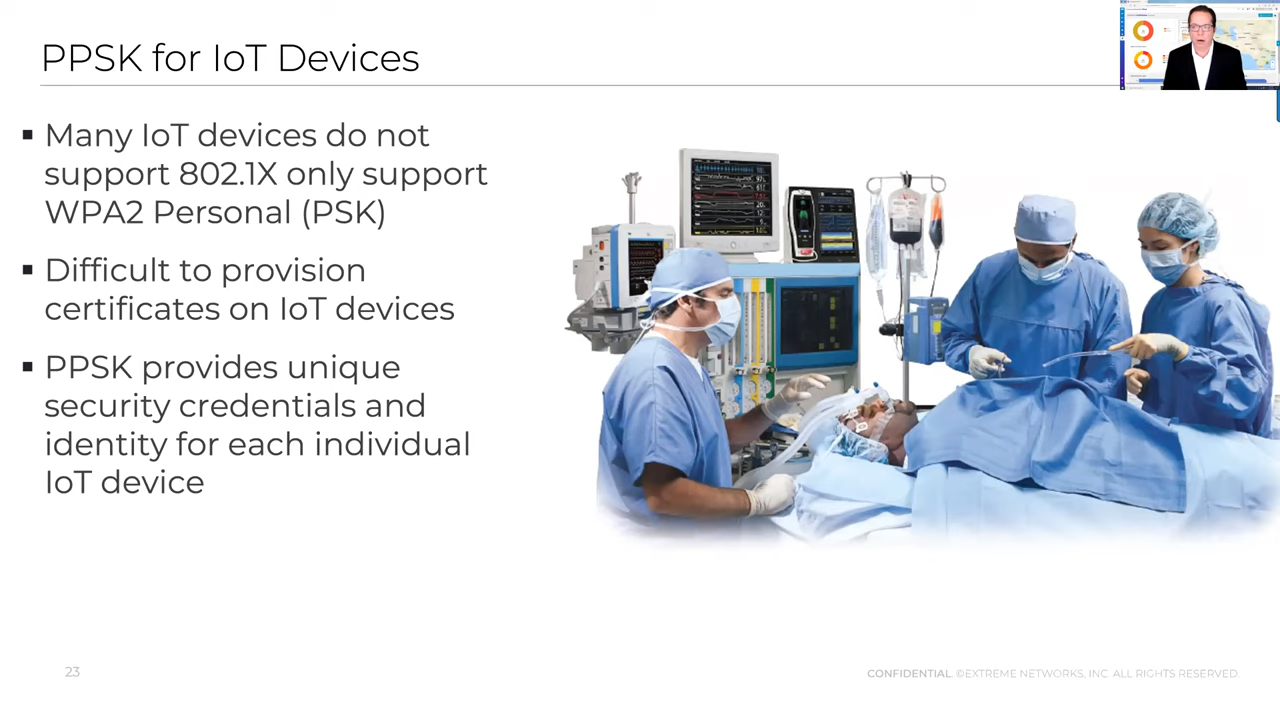 PPSK for IoT Devices
▪ Many IoT devices do not
support 802.1X only support
WPA2 Personal (PSK)
▪ Difficult to provision
certificates on IoT devices
▪ PPSK provides unique
security credentials and
identity for each individual
IoT device
23
CONFIDENTIAL. ©EXTREME NETWORKS, INC. ALL RIGHTS RESERVED.